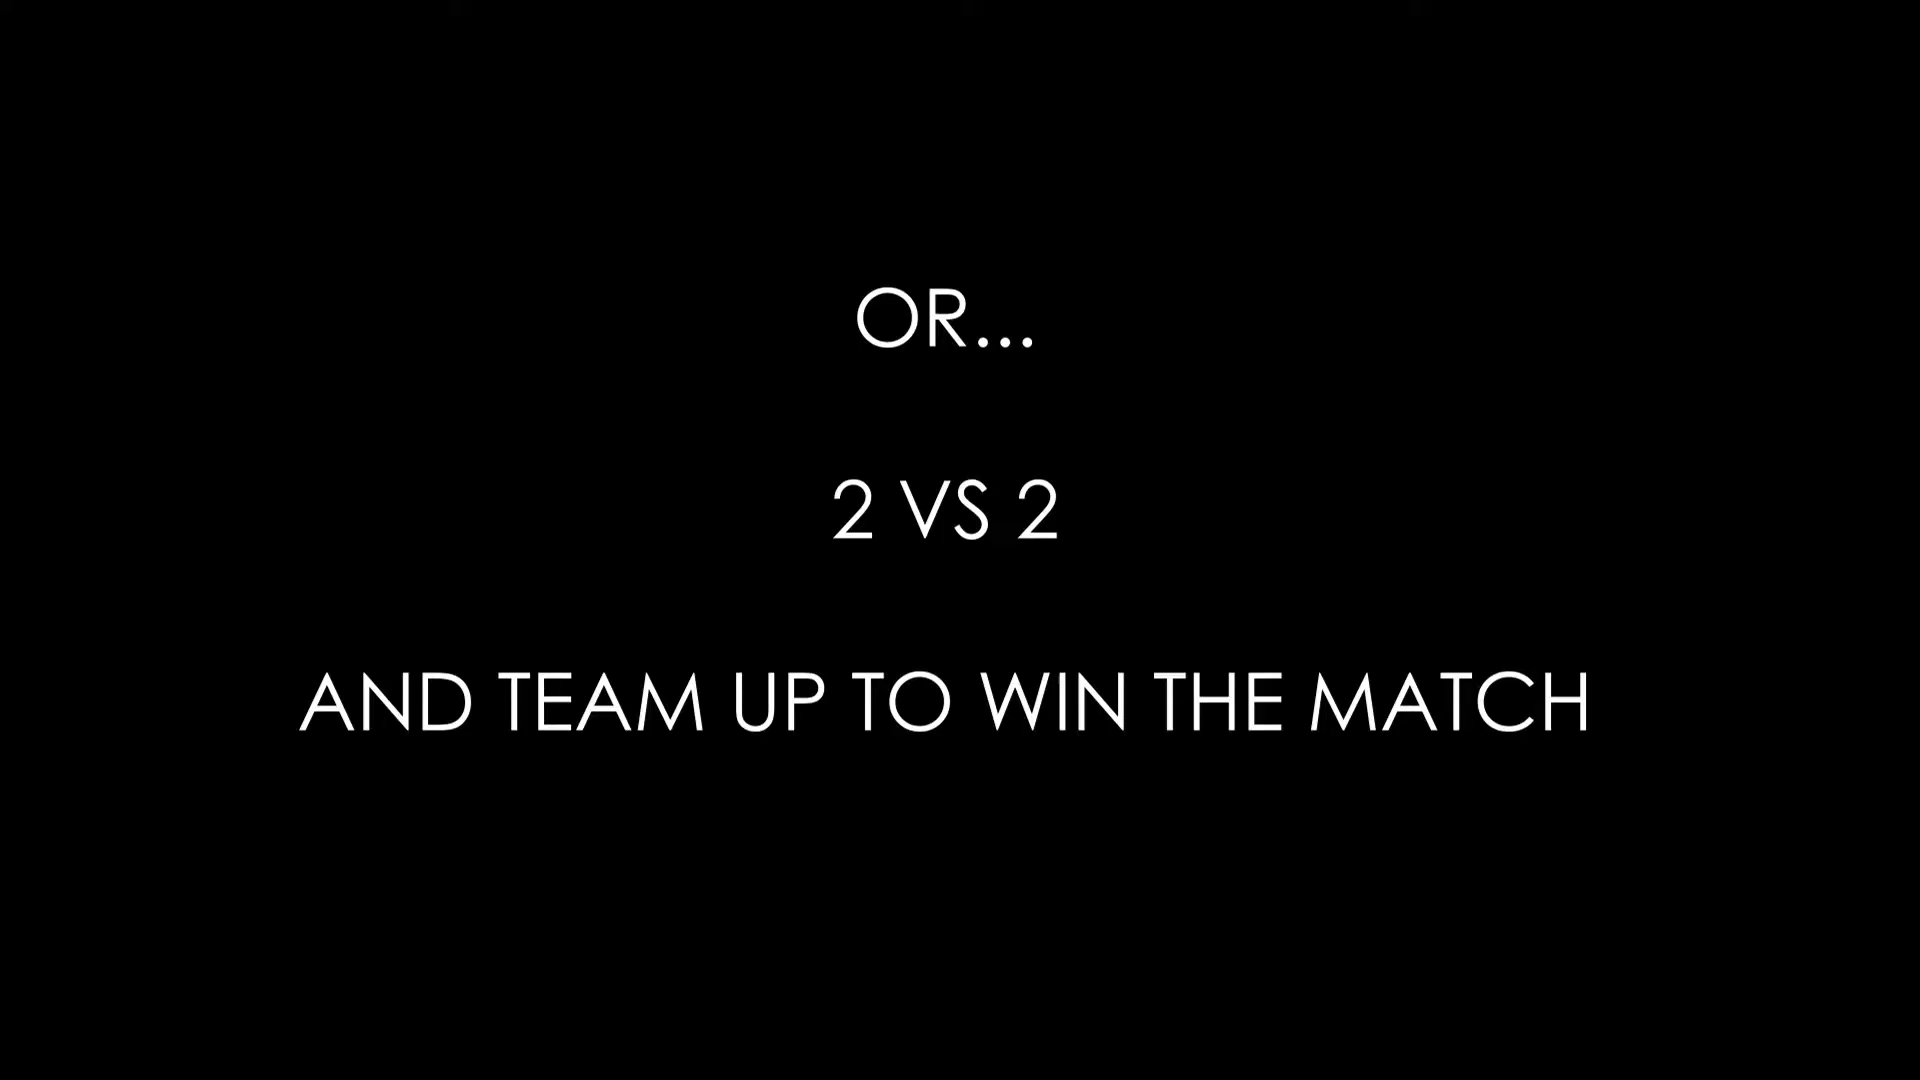 OR...
2 VS 2
AND TEAM UP TO WIN THE MATCH